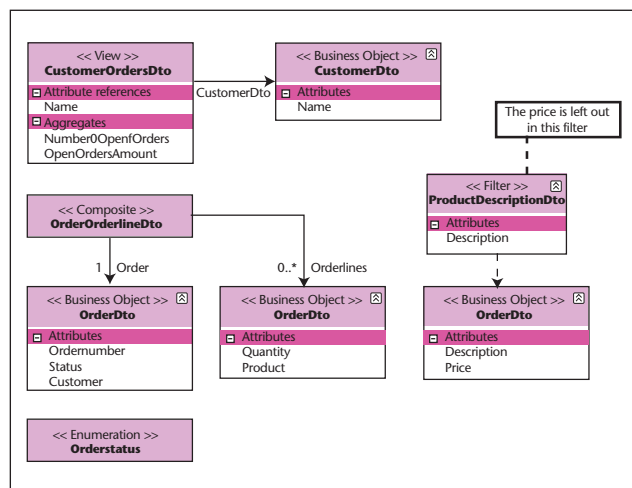 << View >>
CustomerOrdersDto
Attribute references
Name
Aggregates
Number0OpenfOrders
OpenOrdersAmount
CustomerDto
<< Business Object >>
CustomerDto
Attributes
Name
The price is left out
in this filter
<< Filter >>
ProductDescriptionDto
Attributes
Description
<< Composite >>
OrderOrderlineDto
1 Order
0..* Orderlines
<< Business Object >>
OrderDto
Attributes
Ordernumber
Status
Customer
<< Business Object >>
OrderDto
Attributes
Quantity
Product
<< Business Object >>
OrderDto
Attributes
Description
Price
<< Enumeration >>
Orderstatus